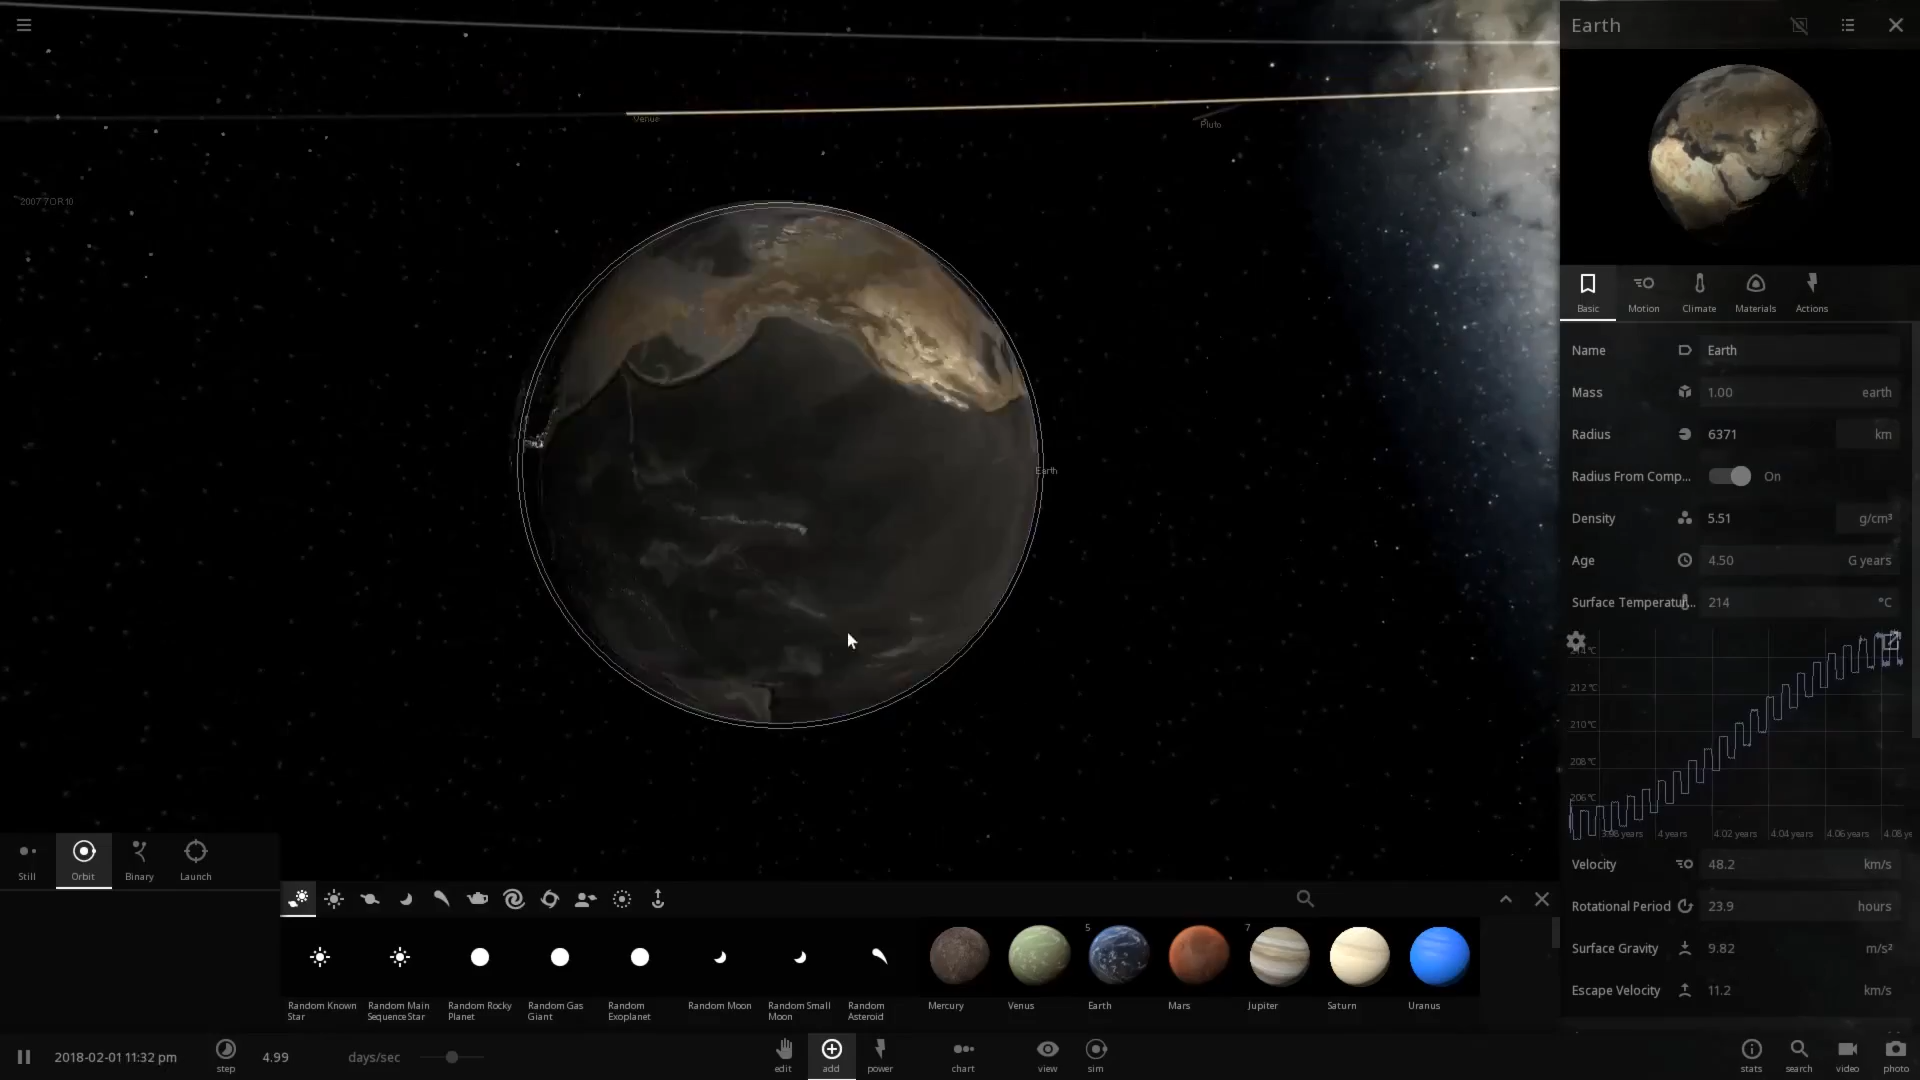 Earth
Venus
Pluto
2007 7OR10
Earth
Basic
Motion
Climate
Materials
Actions
Name
Earth
Mass
1.00
earth
Radius
6371
km
Radius From Comp...
On
Density
5.51
g/cm³
Age
4.50
G years
Surface Temperatur...
214
°C
212 °C
210 °C
208 °C
206 °C
4 years
4.02 years
4.04 years
4.06 years
Velocity
48.2
km/s
Rotational Period
23.9
hours
Surface Gravity
9.82
m/s²
Escape Velocity
11.2
km/s
Still
Orbit
Binary
Launch
5
7
Random Known
Star
Random Main
Sequence Star
Random Rocky
Planet
Random Gas
Giant
Random
Exoplanet
Random Moon
Random Small
Moon
Random
Asteroid
Mercury
Venus
Earth
Mars
Jupiter
Saturn
Uranus
2018-02-01 11:32 pm
step
4.99
days/sec
edit
add
power
chart
view
sim
stats
search
video
photo